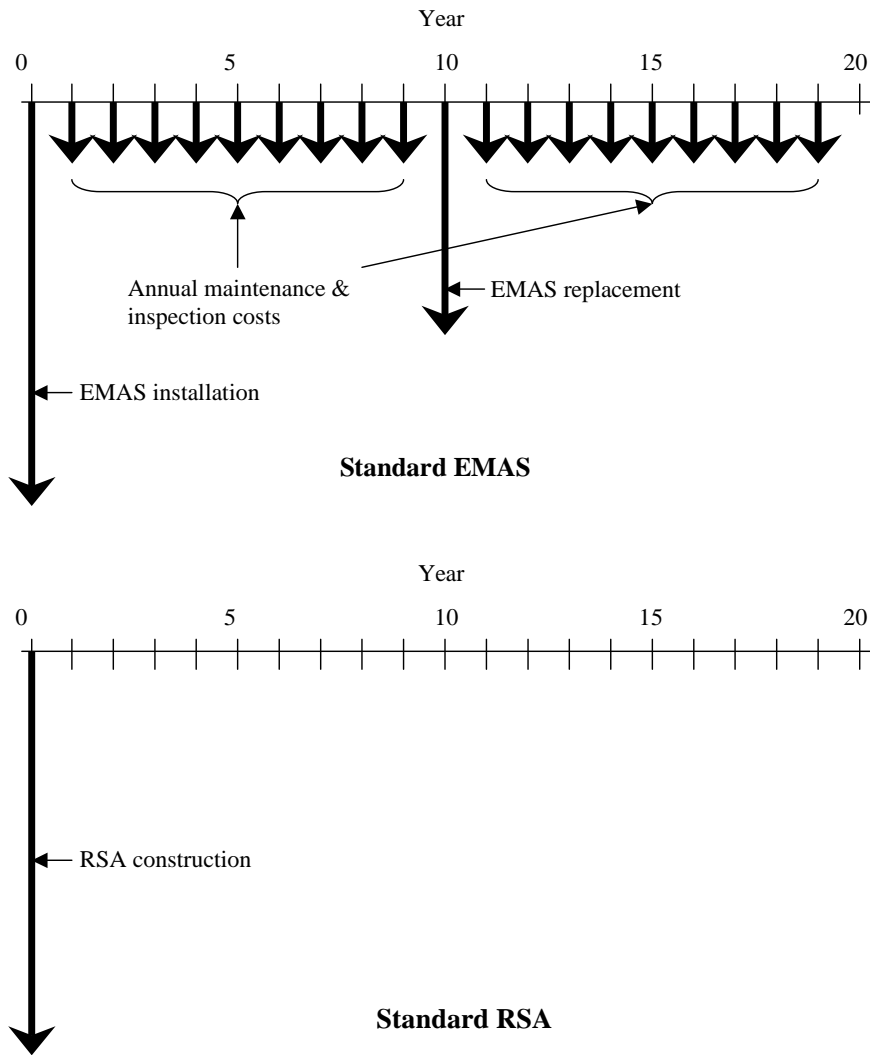 Year
0 5 10 15 20
Annual maintenance &
inspection costs
EMAS replacement
EMAS installation
Standard EMAS
Year
0 5 10 15 20
RSA construction
Standard RSA